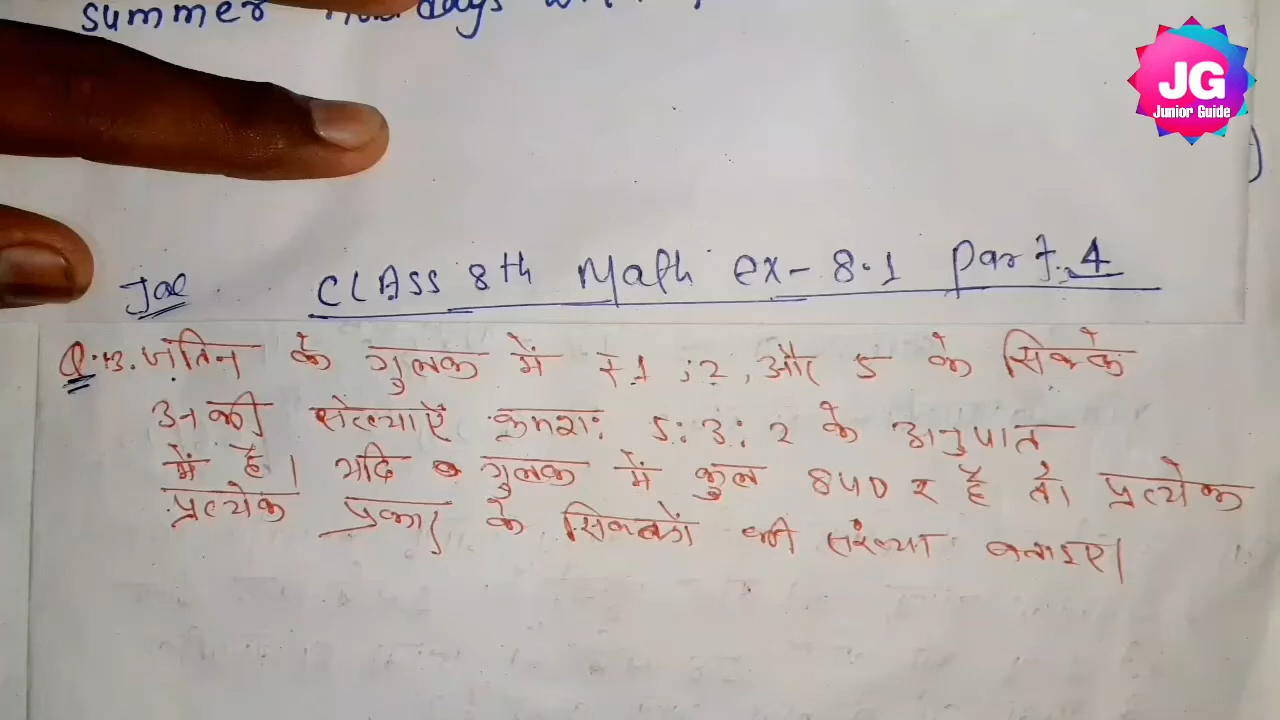 summer
JG
Junior Guide
CLASS 8th Math ex-8.1 Part.4
Q.13. जतिन के गुलक में ₹1 ; 2, और 5 के सिक्के
उनकी संख्याएँ क्रमशः 5:3:2 के अनुपात
में है। यदि गुलक में कुल 840 ₹ है तो प्रत्येक
प्रत्येक प्रकार के सिक्कों की संख्या बताइए।